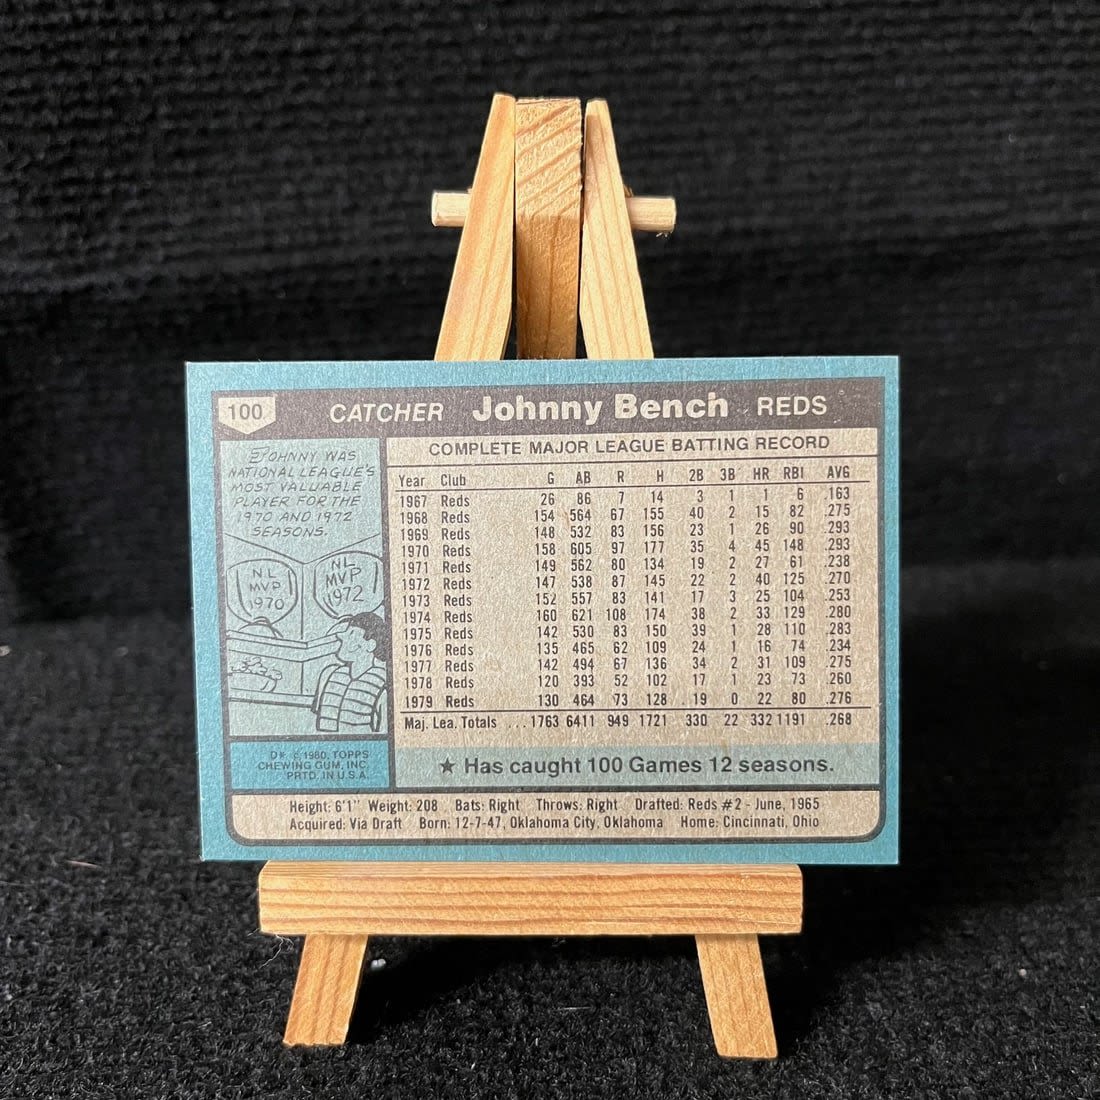 100 CATCHER Johnny Bench REDS
JOHNNY WAS
NATIONAL LEAGUE'S
MOST VALUABLE
PLAYER FOR THE
1970 AND 1972
SEASONS.
NL
MVP
1970
NL
MVP
1972
D* © 1980, TOPPS
CHEWING GUM, INC.
PRTD. IN U.S.A.
COMPLETE MAJOR LEAGUE BATTING RECORD
Year Club G AB R H 2B 3B HR RBI AVG
1967 Reds 26 86 7 14 3 1 1 6 .163
1968 Reds 154 564 67 155 40 2 15 82 .275
1969 Reds 148 532 83 156 23 1 26 90 .293
1970 Reds 158 605 97 177 35 4 45 148 .293
1971 Reds 149 562 80 134 19 2 27 61 .238
1972 Reds 147 538 87 145 22 2 40 125 .270
1973 Reds 152 557 83 141 17 3 25 104 .253
1974 Reds 160 621 108 174 38 2 33 129 .280
1975 Reds 142 530 83 150 39 1 28 110 .283
1976 Reds 135 465 62 109 24 1 16 74 .234
1977 Reds 142 494 67 136 34 2 31 109 .275
1978 Reds 120 393 52 102 17 1 23 73 .260
1979 Reds 130 464 73 128 19 0 22 80 .276
Maj. Lea. Totals ...1763 6411 949 1721 330 22 332 1191 .268
★ Has caught 100 Games 12 seasons.
Height: 6'1" Weight: 208 Bats: Right Throws: Right Drafted: Reds #2 - June, 1965
Acquired: Via Draft Born: 12-7-47, Oklahoma City, Oklahoma Home: Cincinnati, Ohio